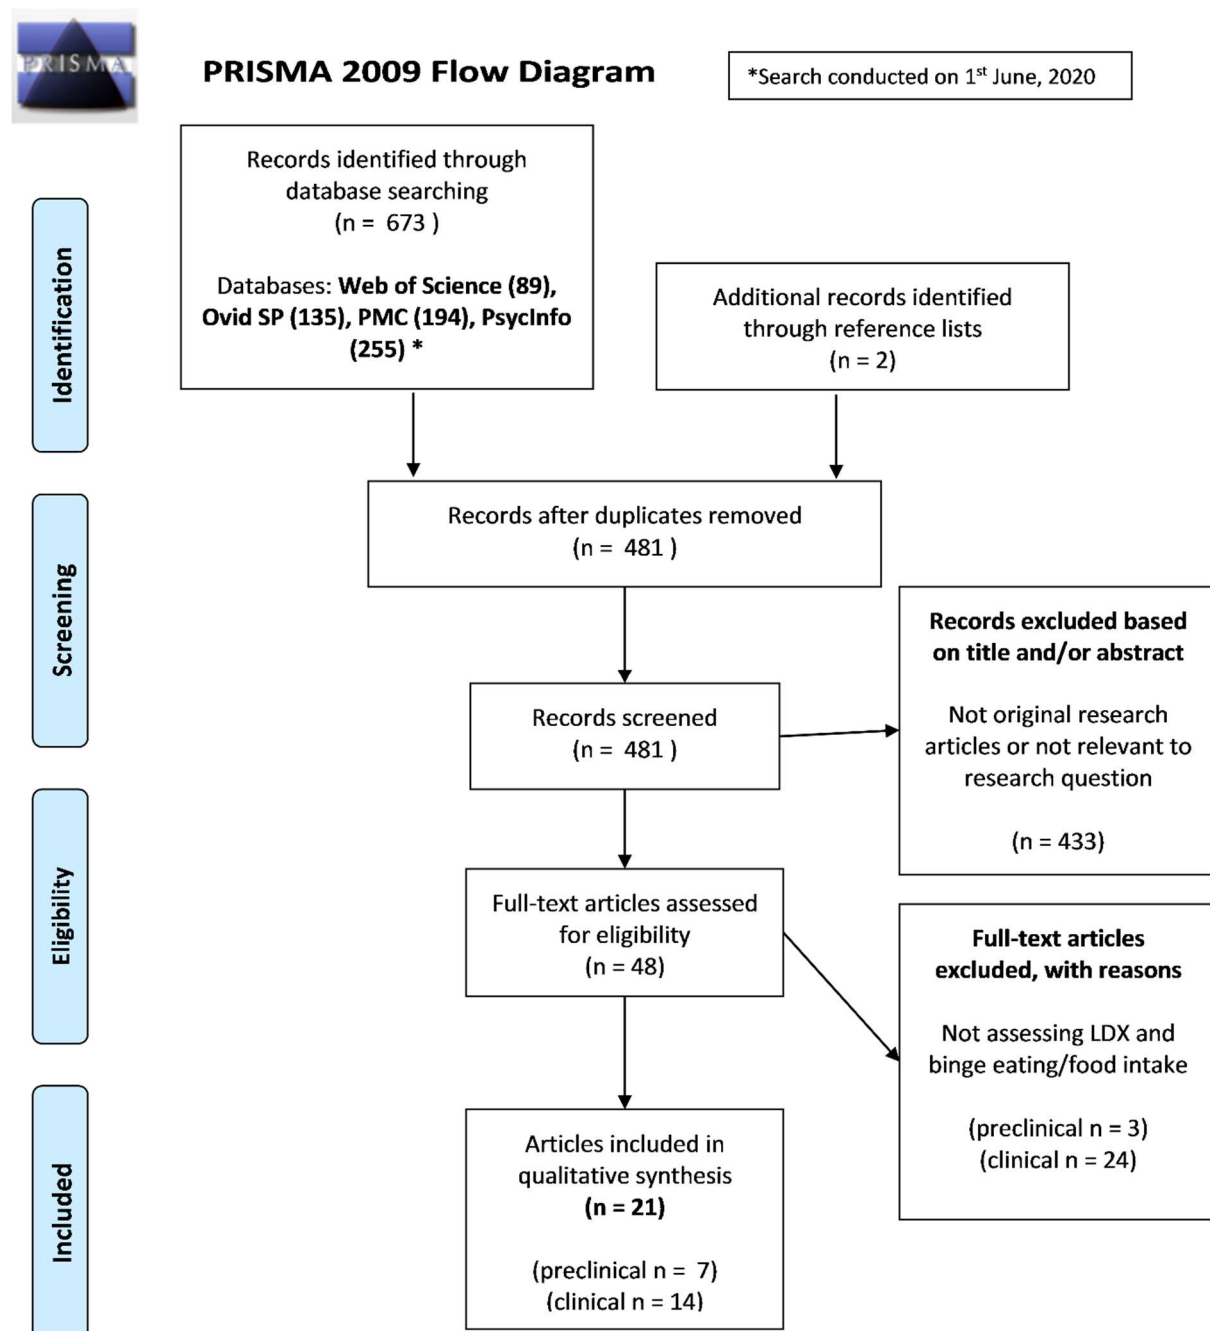 PRISMA
PRISMA 2009 Flow Diagram
*Search conducted on 1st June, 2020
Identification
Records identified through
database searching
(n = 673 )
Databases: Web of Science (89),
Ovid SP (135), PMC (194), PsycInfo
(255) *
Additional records identified
through reference lists
(n = 2)
Screening
Records after duplicates removed
(n = 481 )
Records screened
(n = 481 )
Records excluded based
on title and/or abstract
Not original research
articles or not relevant to
research question
(n = 433)
Eligibility
Full-text articles assessed
for eligibility
(n = 48)
Full-text articles
excluded, with reasons
Not assessing LDX and
binge eating/food intake
(preclinical n = 3)
(clinical n = 24)
Included
Articles included in
qualitative synthesis
(n = 21)
(preclinical n = 7)
(clinical n = 14)